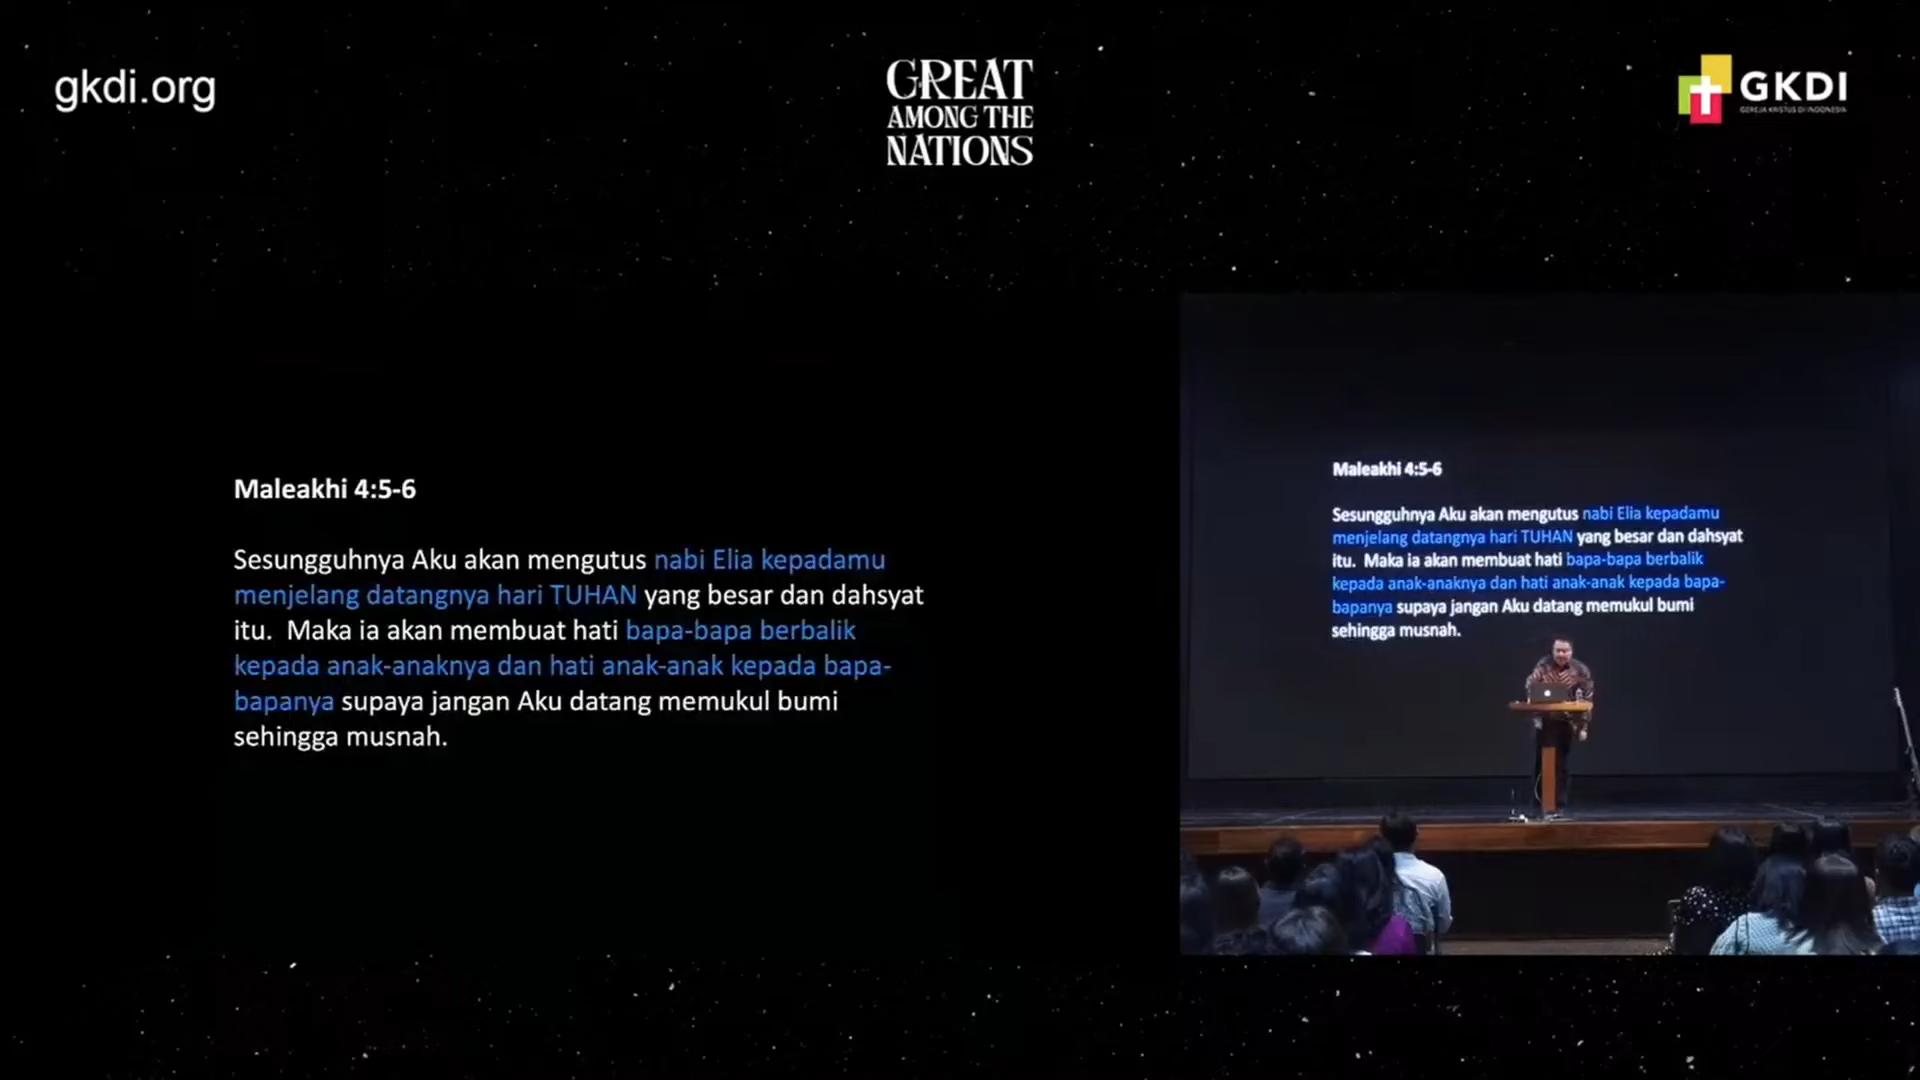 gkdi.org
GREAT
AMONG THE
NATIONS
GKDI
GEREJA KRISTUS DI INDONESIA
Maleakhi 4:5-6
Sesungguhnya Aku akan mengutus nabi Elia kepadamu
menjelang datangnya hari TUHAN yang besar dan dahsyat
itu.  Maka ia akan membuat hati bapa-bapa berbalik
kepada anak-anaknya dan hati anak-anak kepada bapa-
bapanya supaya jangan Aku datang memukul bumi
sehingga musnah.
Maleakhi 4:5-6
Sesungguhnya Aku akan mengutus nabi Elia kepadamu
menjelang datangnya hari TUHAN yang besar dan dahsyat
itu.  Maka ia akan membuat hati bapa-bapa berbalik
kepada anak-anaknya dan hati anak-anak kepada bapa-
bapanya supaya jangan Aku datang memukul bumi
sehingga musnah.